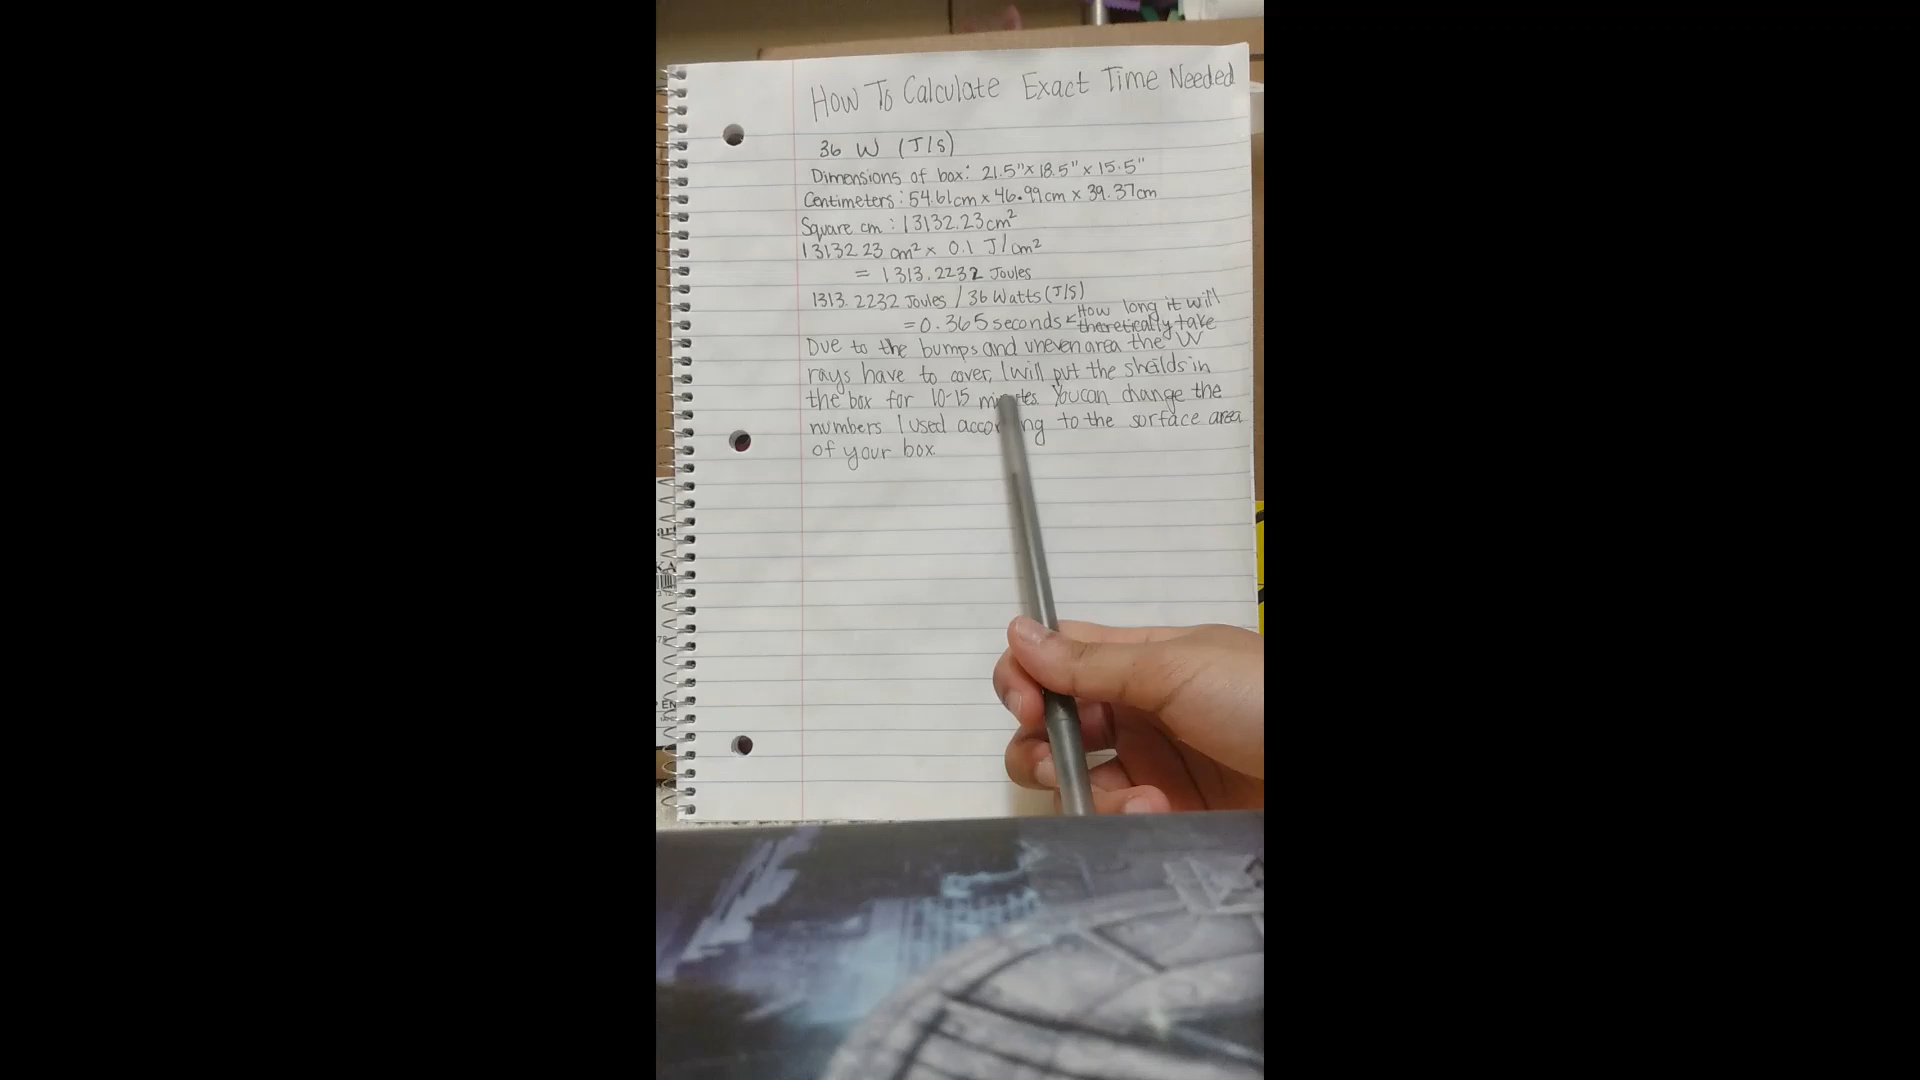 How To Calculate Exact Time Needed
36 W (J/s)
Dimensions of box: 21.5" x 18.5" x 15.5"
Centimeters: 54.61cm x 46.99cm x 39.37cm
Square cm: 13132.23cm²
13132.23 cm² x 0.1 J/cm²
= 1313.2232 Joules
1313.2232 Joules / 36 Watts (J/s)
= 0.365 seconds ← How long it will
theretically take
Due to the bumps and uneven area the UV
rays have to cover, I will put the sheilds in
the box for 10-15 minutes. You can change the
numbers I used according to the surface area
of your box.